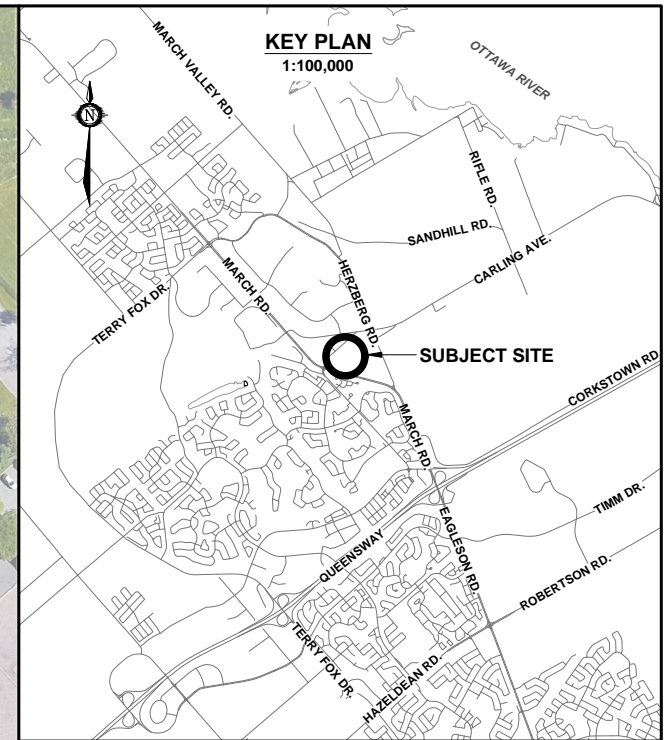 KEY PLAN
1:100,000
MARCH VALLEY RD.
OTTAWA RIVER
N
RIFLE RD.
SANDHILL RD.
CARLING AVE.
HERZBERG RD.
MARCH RD.
TERRY FOX DR.
SUBJECT SITE
CORKSTOWN RD
MARCH RD.
TIMM DR.
EAGLESON RD.
QUEENSWAY
ROBERTSON RD.
TERRY FOX DR.
HAZELDEAN RD.